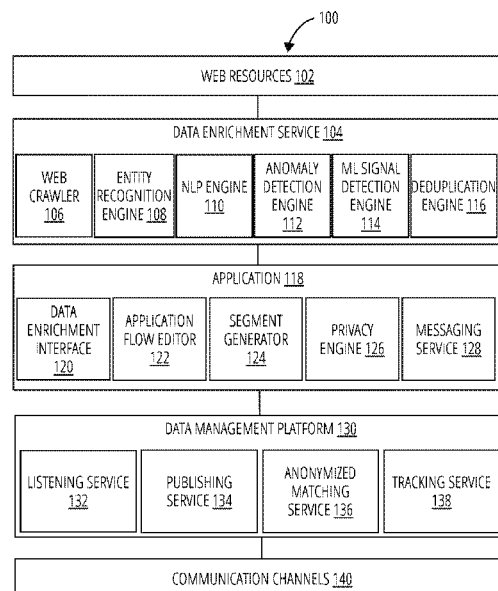 100
WEB RESOURCES 102
DATA ENRICHMENT SERVICE 104
WEB
CRAWLER
106
ENTITY
RECOGNITION
ENGINE 108
NLP ENGINE
110
ANOMALY
DETECTION
ENGINE
112
ML SIGNAL
DETECTION
ENGINE
114
DEDUPLICATION
ENGINE 116
APPLICATION 118
DATA
ENRICHMENT
INTERFACE
120
APPLICATION
FLOW EDITOR
122
SEGMENT
GENERATOR
124
PRIVACY
ENGINE 126
MESSAGING
SERVICE 128
DATA MANAGEMENT PLATFORM 130
LISTENING SERVICE
132
PUBLISHING
SERVICE 134
ANONYMIZED
MATCHING
SERVICE 136
TRACKING SERVICE
138
COMMUNICATION CHANNELS 140